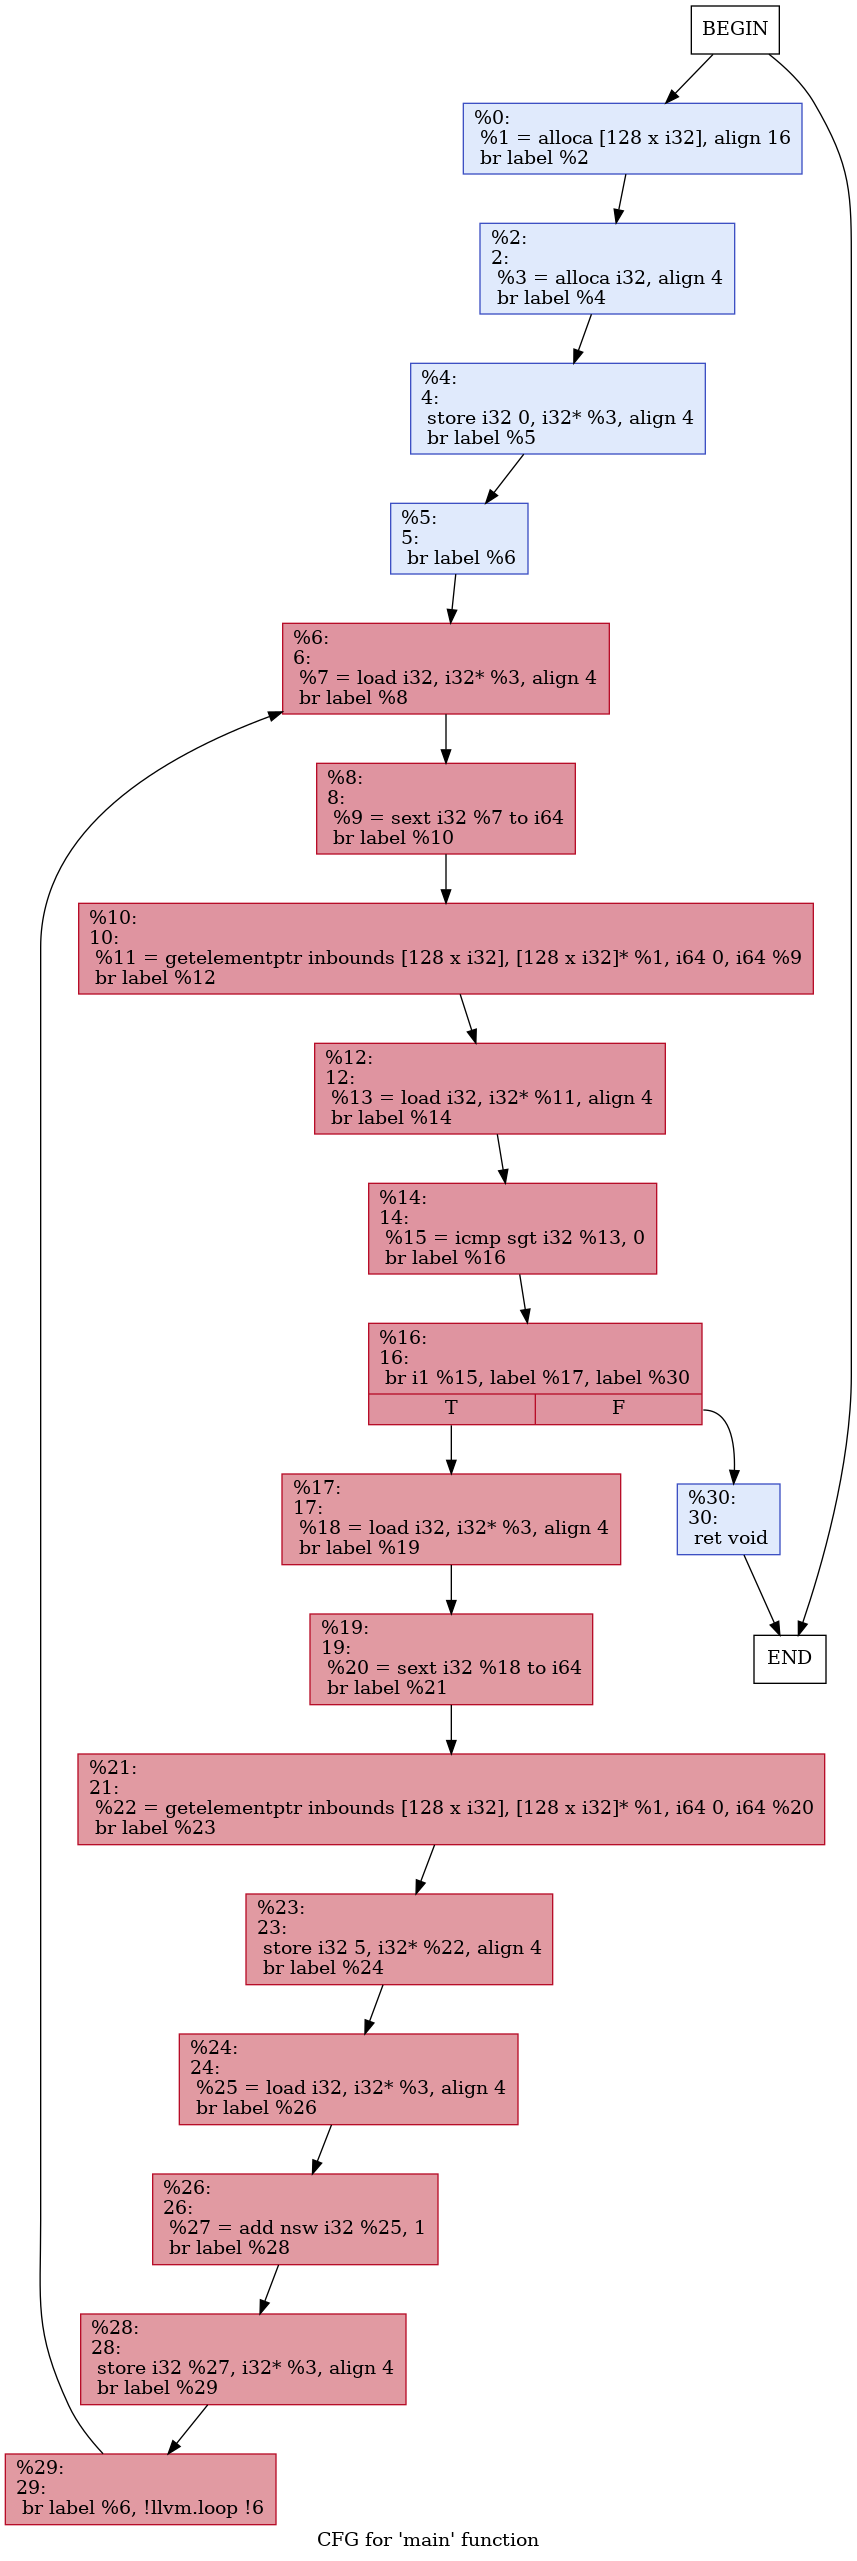 BEGIN
%0:
%1 = alloca [128 x i32], align 16
br label %2
%2:
2:
%3 = alloca i32, align 4
br label %4
%4:
4:
store i32 0, i32* %3, align 4
br label %5
%5:
5:
br label %6
%6:
6:
%7 = load i32, i32* %3, align 4
br label %8
%8:
8:
%9 = sext i32 %7 to i64
br label %10
%10:
10:
%11 = getelementptr inbounds [128 x i32], [128 x i32]* %1, i64 0, i64 %9
br label %12
%12:
12:
%13 = load i32, i32* %11, align 4
br label %14
%14:
14:
%15 = icmp sgt i32 %13, 0
br label %16
%16:
16:
br i1 %15, label %17, label %30
T
F
%17:
17:
%18 = load i32, i32* %3, align 4
br label %19
%30:
30:
ret void
%19:
19:
%20 = sext i32 %18 to i64
br label %21
END
%21:
21:
%22 = getelementptr inbounds [128 x i32], [128 x i32]* %1, i64 0, i64 %20
br label %23
%23:
23:
store i32 5, i32* %22, align 4
br label %24
%24:
24:
%25 = load i32, i32* %3, align 4
br label %26
%26:
26:
%27 = add nsw i32 %25, 1
br label %28
%28:
28:
store i32 %27, i32* %3, align 4
br label %29
%29:
29:
br label %6, !llvm.loop !6
CFG for 'main' function